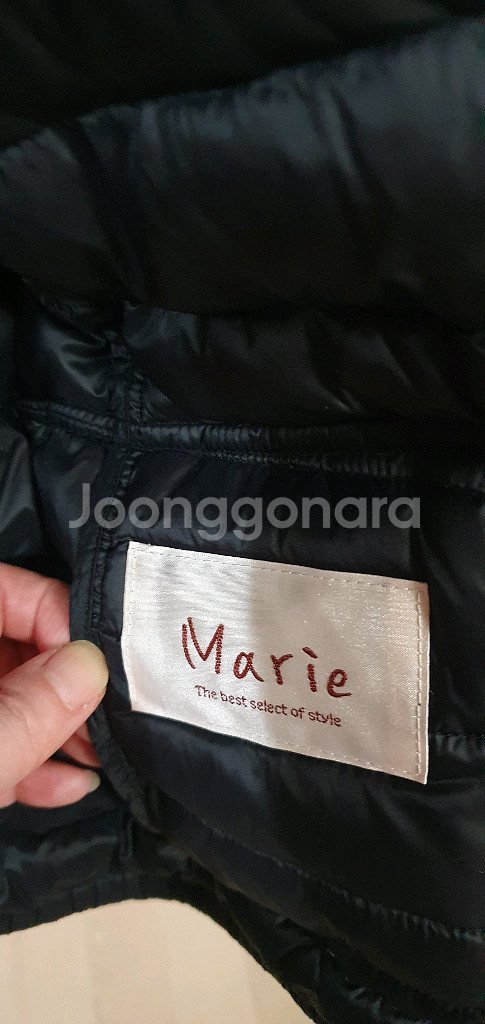 Joonggonara
Marie
The best select of style